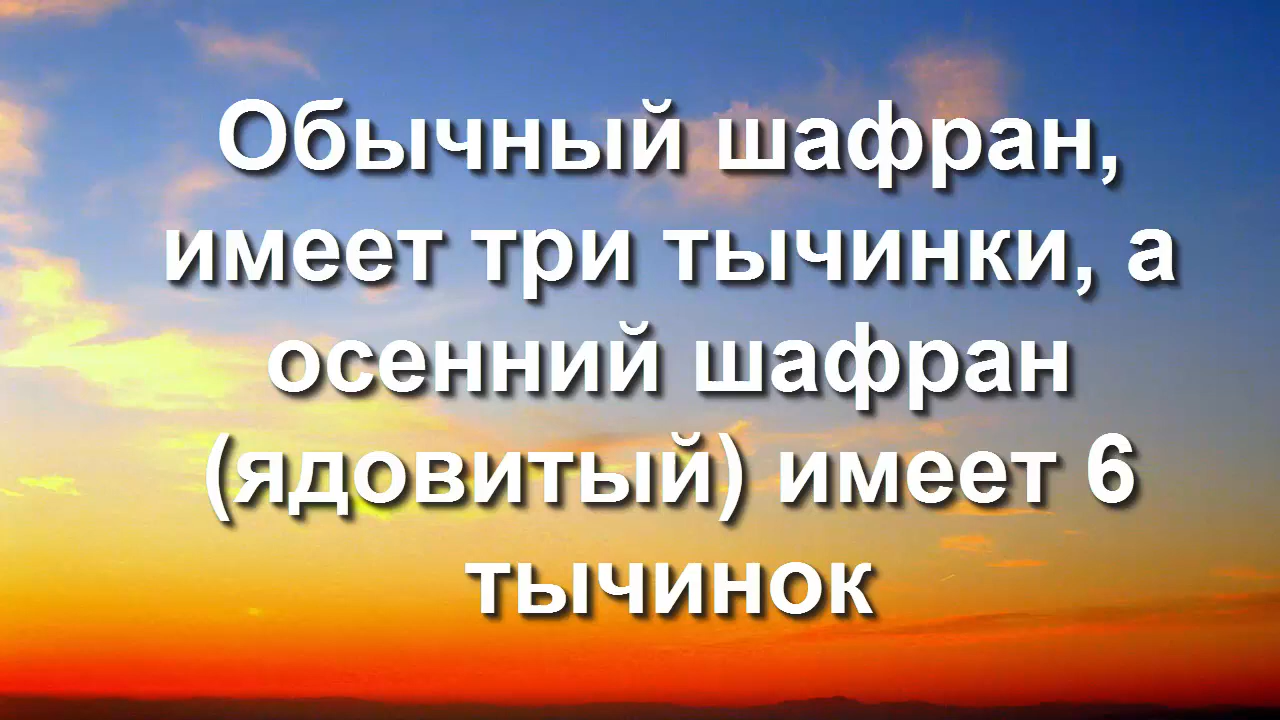 Обычный шафран,
имеет три тычинки, а
осенний шафран
(ядовитый) имеет 6
тычинок